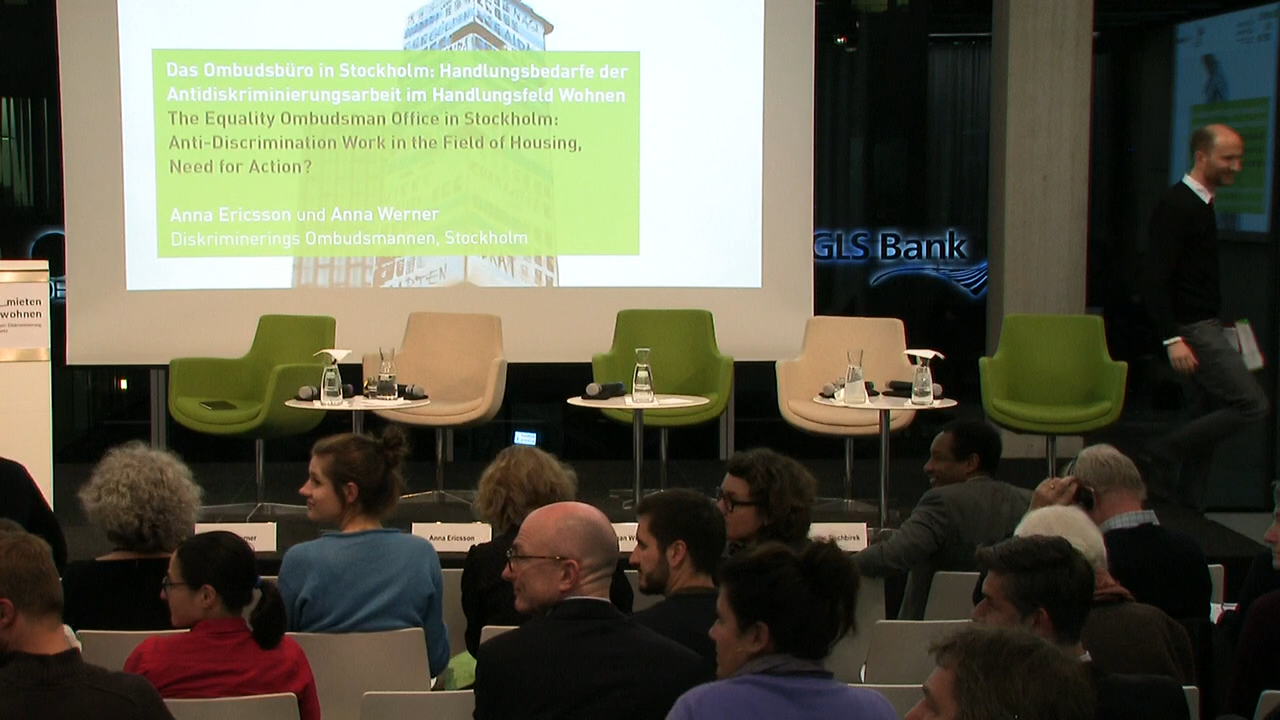 Das Ombudsbüro in Stockholm: Handlungsbedarfe der
Antidiskriminierungsarbeit im Handlungsfeld Wohnen
The Equality Ombudsman Office in Stockholm:
Anti-Discrimination Work in the Field of Housing,
Need for Action?
Anna Ericsson und Anna Werner
Diskriminerings Ombudsmannen, Stockholm
GLS Bank
_mieten
wohnen
Anna Ericsson